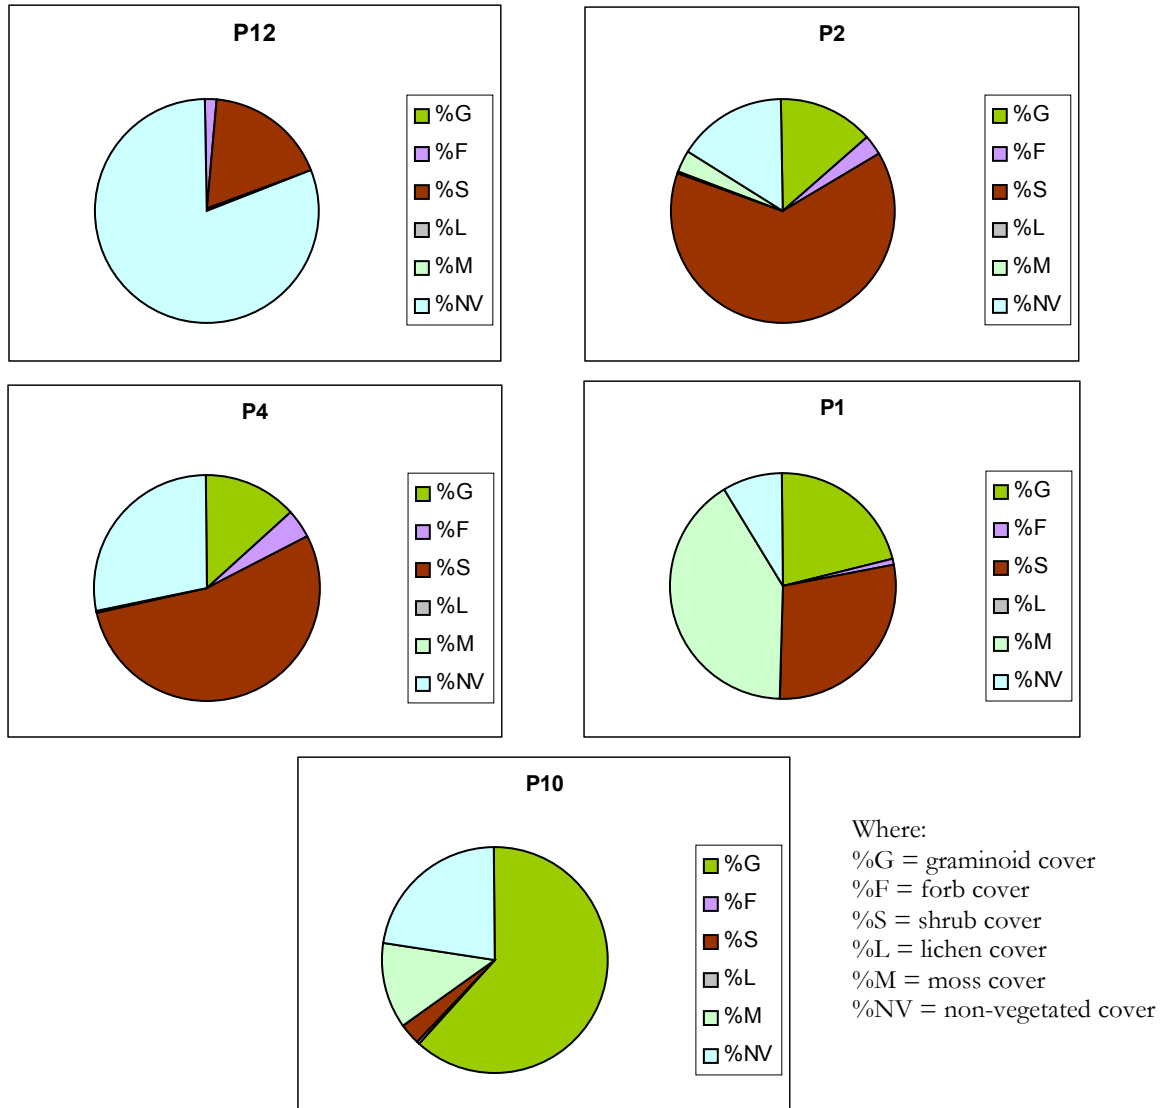 P12
%G
%F
%S
%L
%M
%NV
P2
%G
%F
%S
%L
%M
%NV
P4
%G
%F
%S
%L
%M
%NV
P1
%G
%F
%S
%L
%M
%NV
P10
%G
%F
%S
%L
%M
%NV
Where:
%G = graminoid cover
%F = forb cover
%S = shrub cover
%L = lichen cover
%M = moss cover
%NV = non-vegetated cover